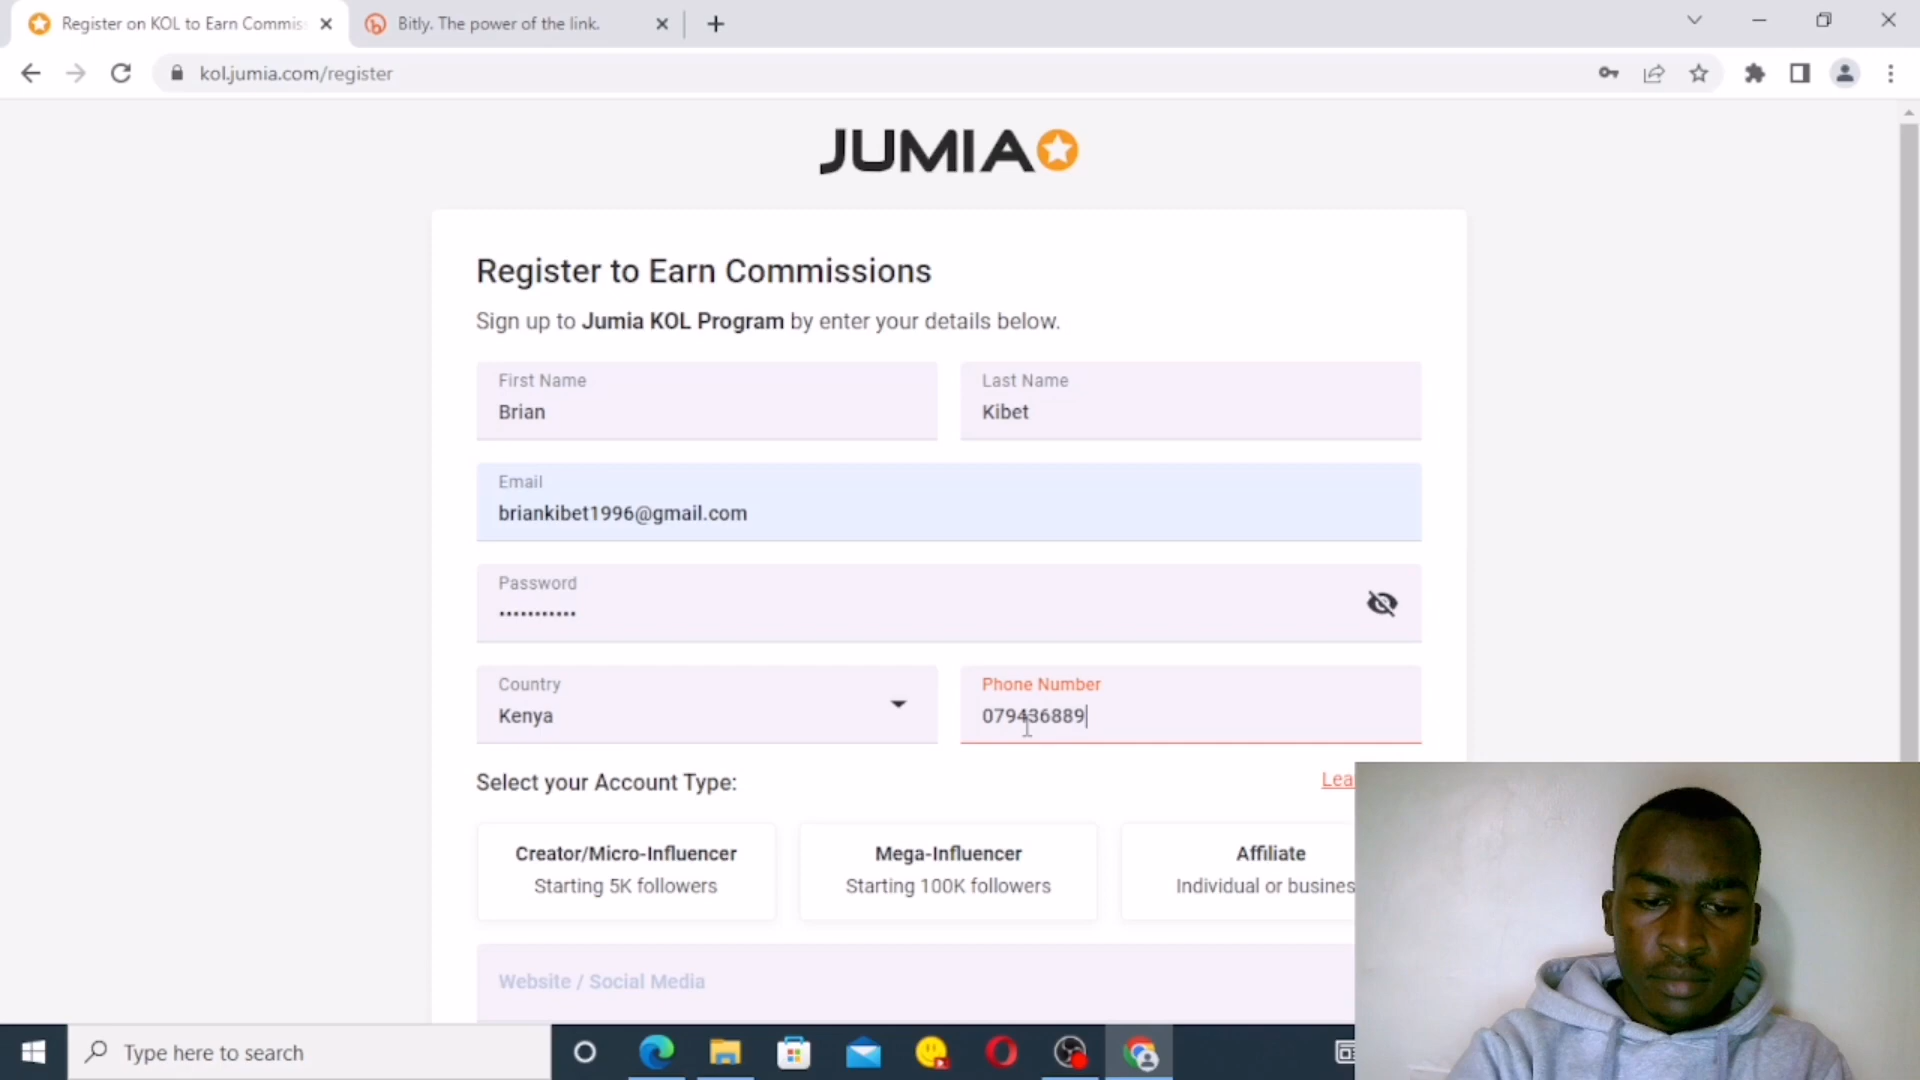 Register on KOL to Earn Commis
Bitly. The power of the link.
kol.jumia.com/register
JUMIA
Register to Earn Commissions
Sign up to Jumia KOL Program by enter your details below.
First Name
Brian
Last Name
Kibet
Email
briankibet1996@gmail.com
Password
Country
Kenya
Phone Number
079436889
Select your Account Type:
Lea
Creator/Micro-Influencer
Starting 5K followers
Mega-Influencer
Starting 100K followers
Affiliate
Individual or busines
Website / Social Media
Type here to search